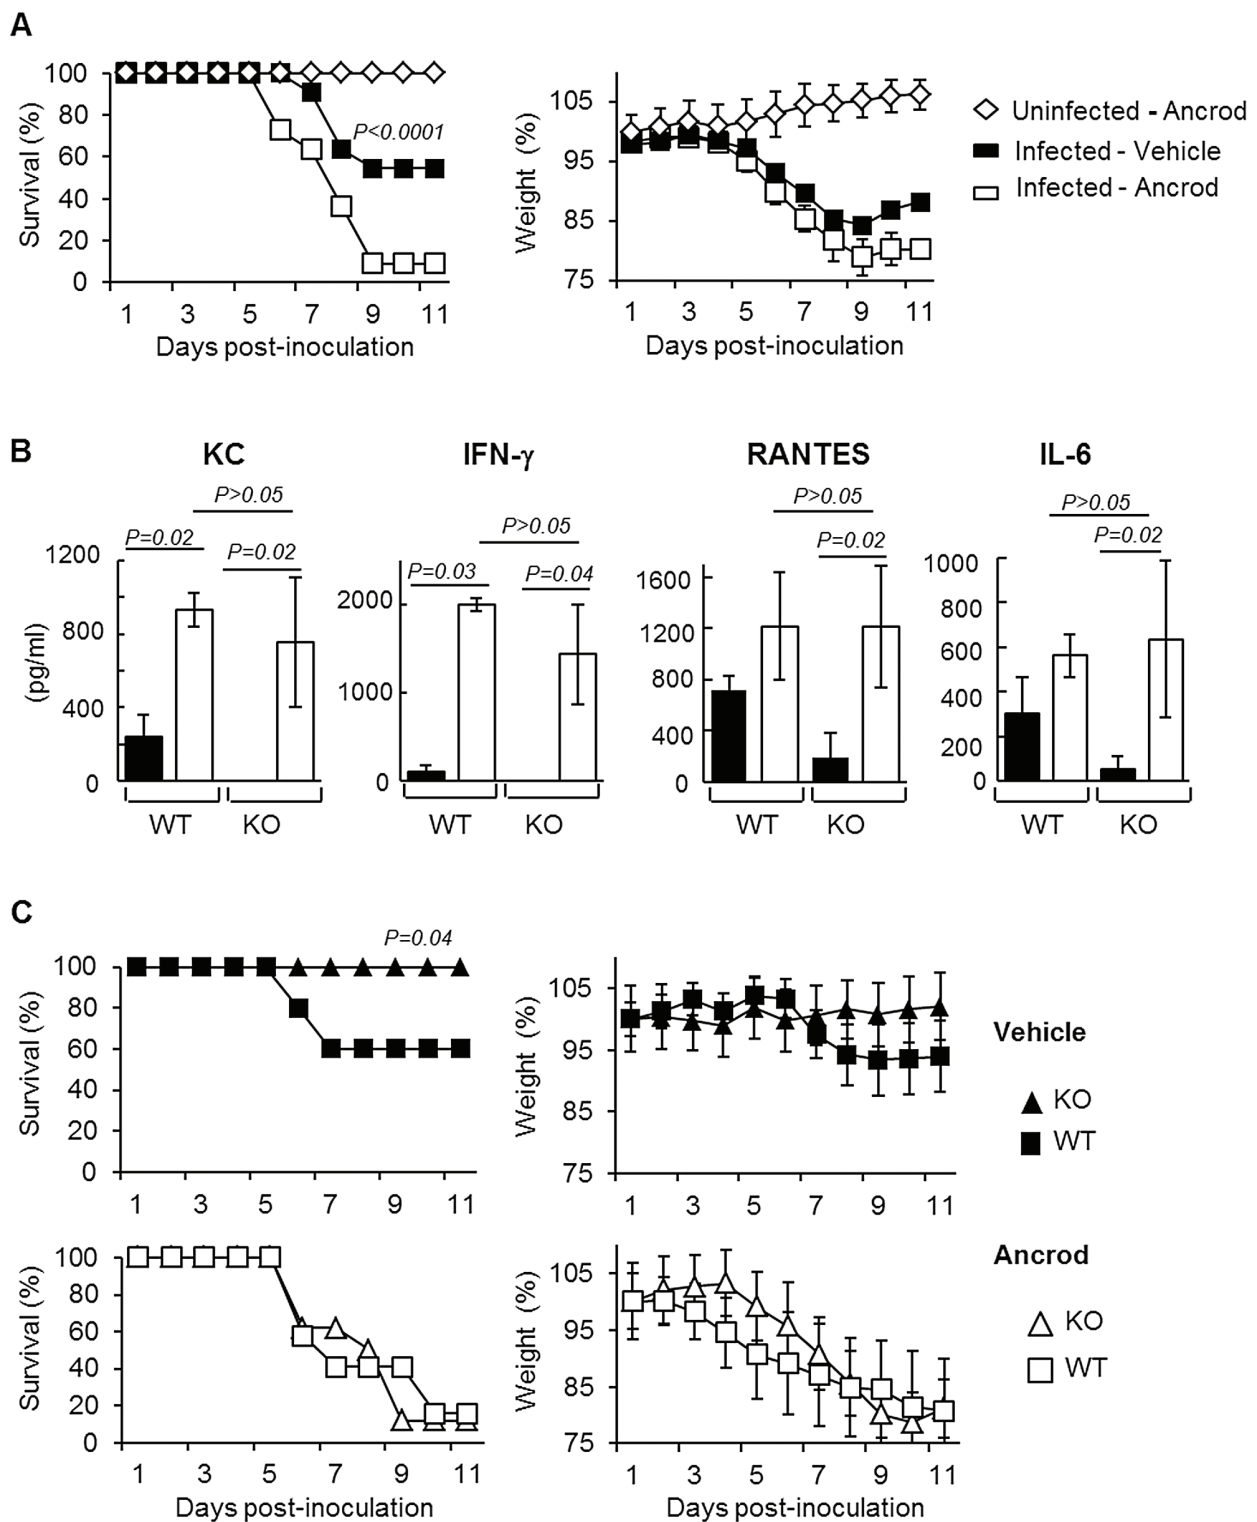 A
100
80
60
40
20
0
Survival (%)
P<0.0001
1 3 5 7 9 11
Days post-inoculation
105
95
85
75
Weight (%)
1 3 5 7 9 11
Days post-inoculation
Uninfected - Ancrod
Infected - Vehicle
Infected - Ancrod
B
KC
P>0.05
P=0.02
P=0.02
1200
800
400
0
(pg/ml)
WT KO
IFN-γ
P>0.05
P=0.03
P=0.04
2000
1000
0
WT KO
RANTES
P>0.05
P=0.02
1600
1200
800
400
0
WT KO
IL-6
P>0.05
P=0.02
1000
800
600
400
200
0
WT KO
C
P=0.04
100
80
60
40
20
0
Survival (%)
1 3 5 7 9 11
105
95
85
75
Weight (%)
1 3 5 7 9 11
Vehicle
KO
WT
100
80
60
40
20
0
Survival (%)
1 3 5 7 9 11
Days post-inoculation
105
95
85
75
Weight (%)
1 3 5 7 9 11
Days post-inoculation
Ancrod
KO
WT